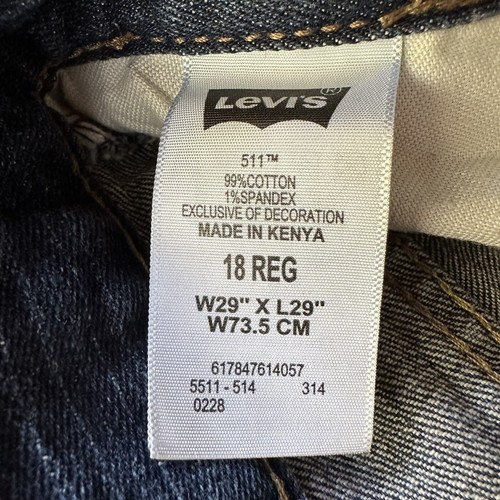 LEVI'S®
511™
99%COTTON
1%SPANDEX
EXCLUSIVE OF DECORATION
MADE IN KENYA
18 REG
W29" X L29"
W73.5 CM
617847614057
5511 - 514 314
0228